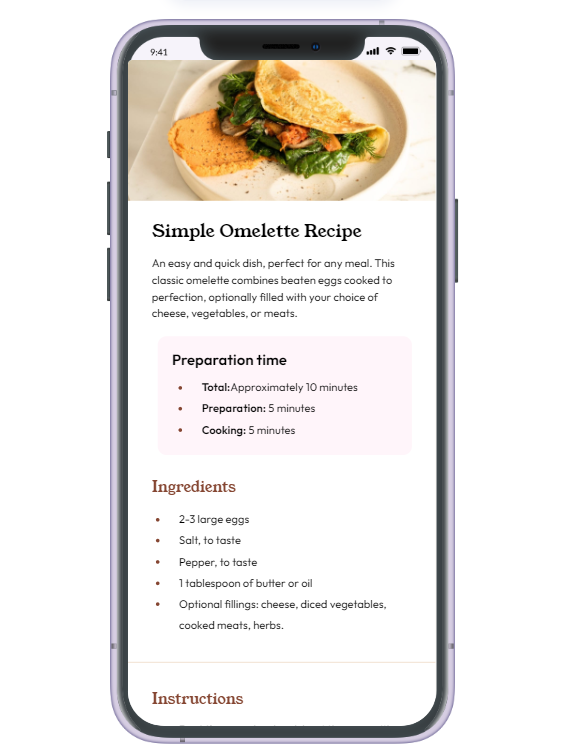 9:41
Simple Omelette Recipe
An easy and quick dish, perfect for any meal. This
classic omelette combines beaten eggs cooked to
perfection, optionally filled with your choice of
cheese, vegetables, or meats.
Preparation time
• Total:Approximately 10 minutes
• Preparation: 5 minutes
• Cooking: 5 minutes
Ingredients
• 2-3 large eggs
• Salt, to taste
• Pepper, to taste
• 1 tablespoon of butter or oil
• Optional fillings: cheese, diced vegetables,
cooked meats, herbs.
Instructions